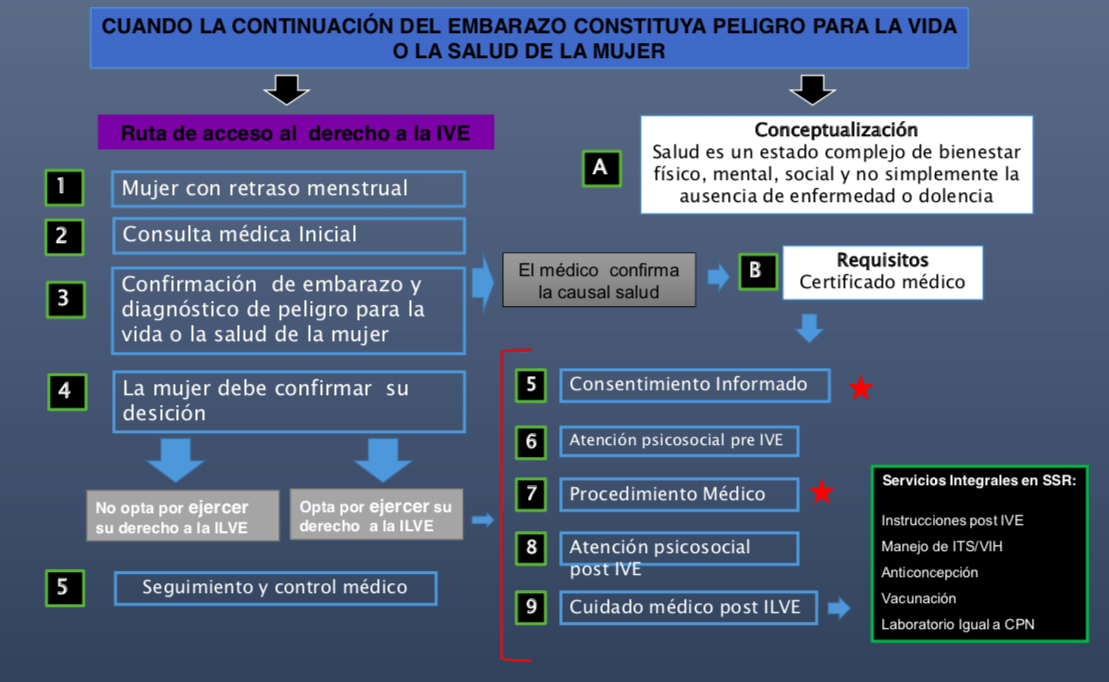 CUANDO LA CONTINUACIÓN DEL EMBARAZO CONSTITUYA PELIGRO PARA LA VIDA
O LA SALUD DE LA MUJER
Ruta de acceso al derecho a la IVE
1
Mujer con retraso menstrual
2
Consulta médica Inicial
3
Confirmación de embarazo y
diagnóstico de peligro para la
vida o la salud de la mujer
4
La mujer debe confirmar su
desición
No opta por ejercer
su derecho a la ILVE
Opta por ejercer su
derecho a la ILVE
5
Seguimiento y control médico
A
Conceptualización
Salud es un estado complejo de bienestar
físico, mental, social y no simplemente la
ausencia de enfermedad o dolencia
El médico confirma
la causal salud
B
Requisitos
Certificado médico
5
Consentimiento Informado
6
Atención psicosocial pre IVE
7
Procedimiento Médico
8
Atención psicosocial
post IVE
9
Cuidado médico post ILVE
Servicios Integrales en SSR:
Instrucciones post IVE
Manejo de ITS/VIH
Anticoncepción
Vacunación
Laboratorio Igual a CPN